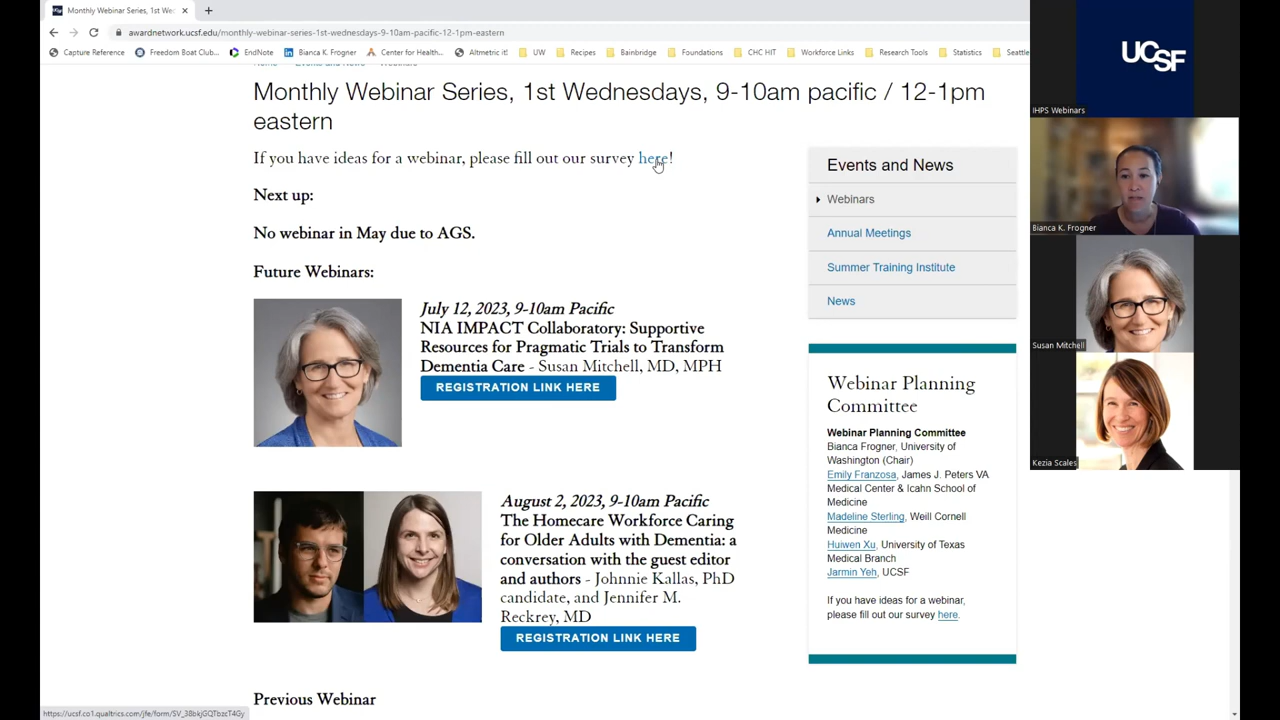 Monthly Webinar Series, 1st Wed
awardnetwork.ucsf.edu/monthly-webinar-series-1st-wednesdays-9-10am-pacific-12-1pm-eastern
Capture Reference
Freedom Boat Club...
EndNote
Bianca K. Frogner
Center for Health...
Altmetric it!
UW
Recipes
Bainbridge
Foundations
CHC HIT
Workforce Links
Research Tools
Statistics
Seattle
Monthly Webinar Series, 1st Wednesdays, 9-10am pacific / 12-1pm
eastern
If you have ideas for a webinar, please fill out our survey here!
Next up:
No webinar in May due to AGS.
Future Webinars:
July 12, 2023, 9-10am Pacific
NIA IMPACT Collaboratory: Supportive
Resources for Pragmatic Trials to Transform
Dementia Care - Susan Mitchell, MD, MPH
REGISTRATION LINK HERE
August 2, 2023, 9-10am Pacific
The Homecare Workforce Caring
for Older Adults with Dementia: a
conversation with the guest editor
and authors - Johnnie Kallas, PhD
candidate, and Jennifer M.
Reckrey, MD
REGISTRATION LINK HERE
Previous Webinar
Events and News
Webinars
Annual Meetings
Summer Training Institute
News
Webinar Planning
Committee
Webinar Planning Committee
Bianca Frogner, University of
Washington (Chair)
Emily Franzosa, James J. Peters VA
Medical Center & Icahn School of
Medicine
Madeline Sterling, Weill Cornell
Medicine
Huiwen Xu, University of Texas
Medical Branch
Jarmin Yeh, UCSF
If you have ideas for a webinar,
please fill out our survey here.
UCSF
IHPS Webinars
Bianca K. Frogner
Susan Mitchell
Kezia Scales